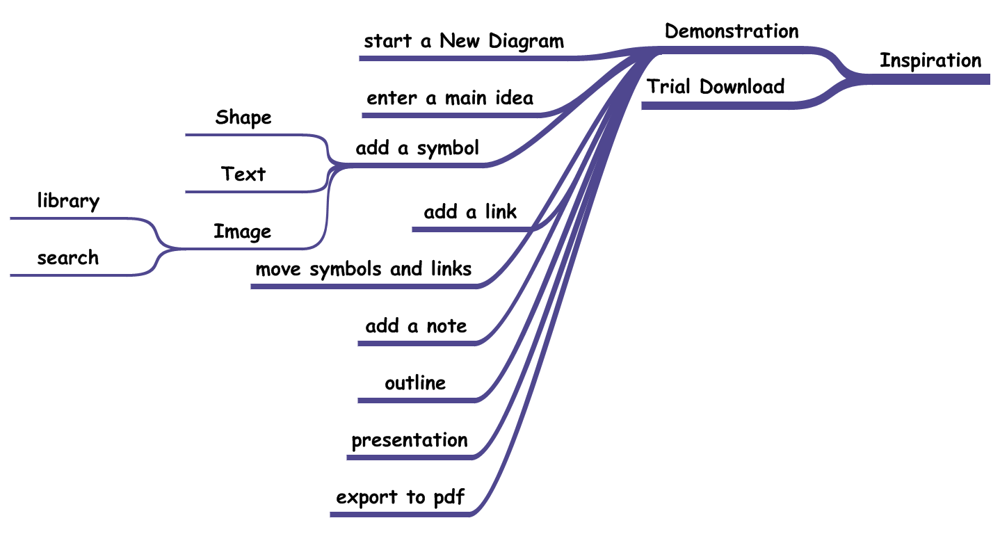 Demonstration
start a New Diagram
Inspiration
Trial Download
enter a main idea
Shape
add a symbol
Text
library
add a link
Image
search
move symbols and links
add a note
outline
presentation
export to pdf